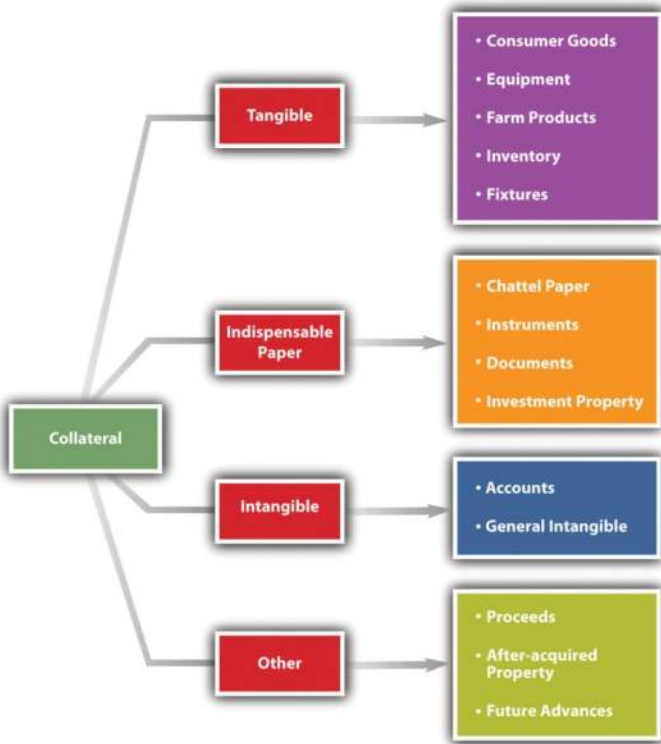 Collateral
Tangible
• Consumer Goods
• Equipment
• Farm Products
• Inventory
• Fixtures
Indispensable
Paper
• Chattel Paper
• Instruments
• Documents
• Investment Property
Intangible
• Accounts
• General Intangible
Other
• Proceeds
• After-acquired
Property
• Future Advances